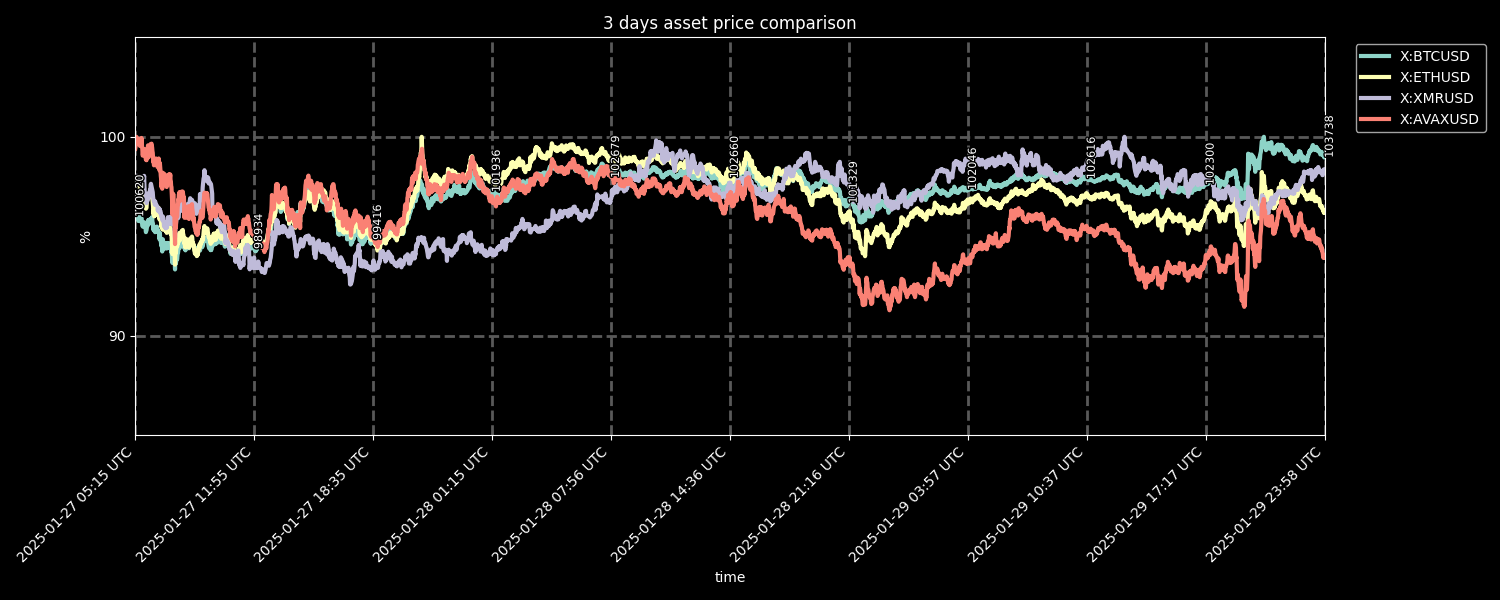 3 days asset price comparison
X:BTCUSD
X:ETHUSD
X:XMRUSD
X:AVAXUSD
100
90
%
100620
98934
99416
101936
102679
102660
101329
102046
102616
102300
103738
2025-01-27 05:15 UTC
2025-01-27 11:55 UTC
2025-01-27 18:35 UTC
2025-01-28 01:15 UTC
2025-01-28 07:56 UTC
2025-01-28 14:36 UTC
2025-01-28 21:16 UTC
2025-01-29 03:57 UTC
2025-01-29 10:37 UTC
2025-01-29 17:17 UTC
2025-01-29 23:58 UTC
time